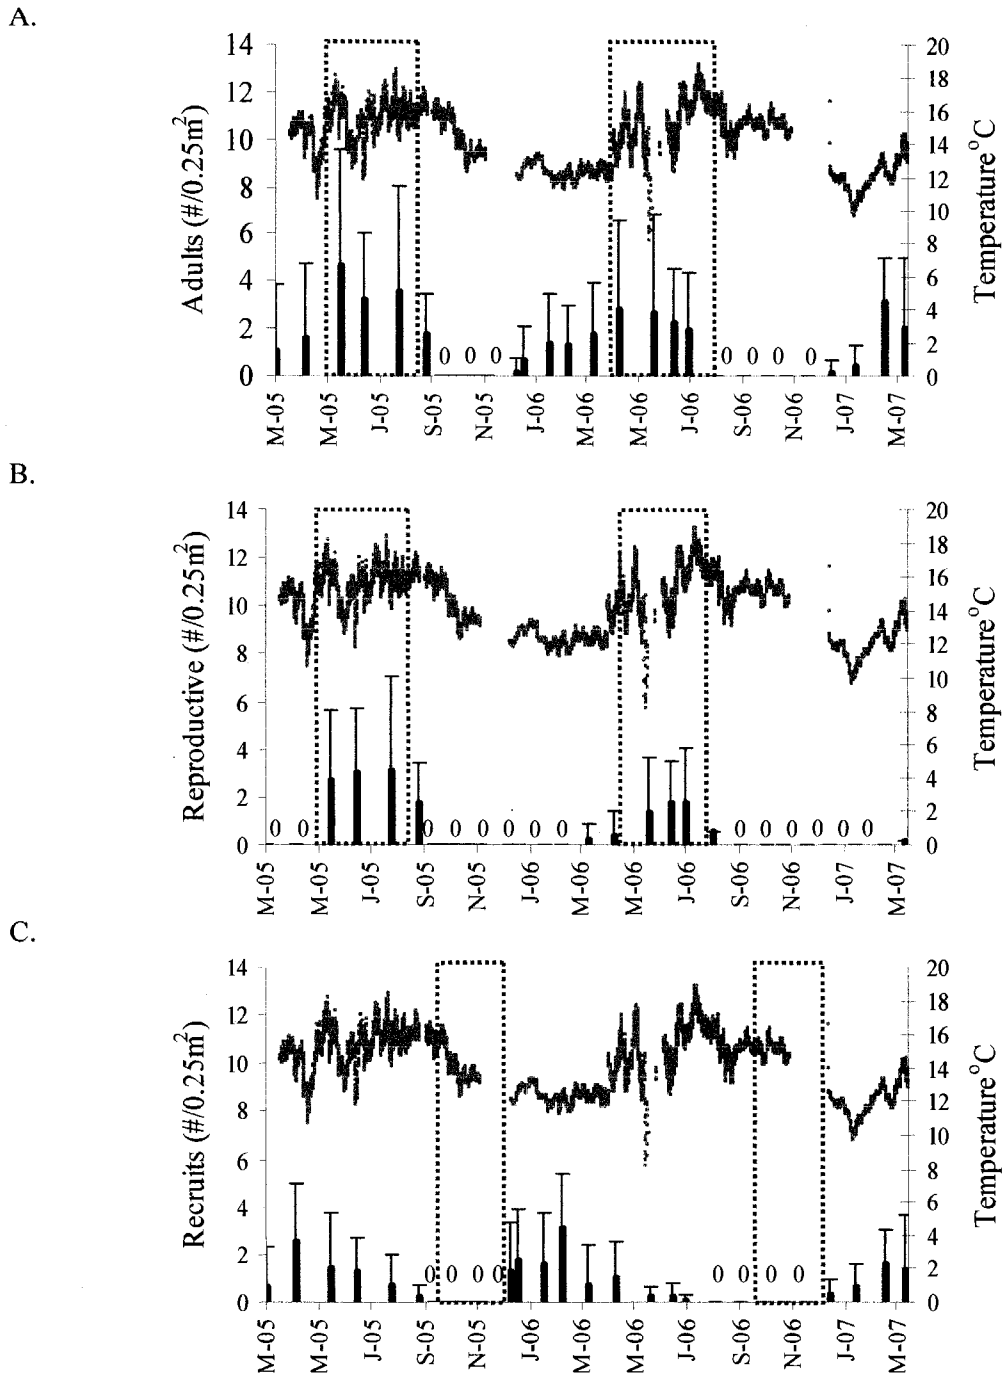 A.
14
12
10
8
6
4
2
0
Adults (#/0.25m²)
20
18
16
14
12
10
8
6
4
2
0
Temperature °C
0 0 0
0 0 0 0
M-05
M-05
J-05
S-05
N-05
J-06
M-06
M-06
J-06
S-06
N-06
J-07
M-07
B.
14
12
10
8
6
4
2
0
Reproductive (#/0.25m²)
20
18
16
14
12
10
8
6
4
2
0
Temperature °C
0 0
0 0 0 0 0 0
0 0 0 0 0 0
M-05
M-05
J-05
S-05
N-05
J-06
M-06
M-06
J-06
S-06
N-06
J-07
M-07
C.
14
12
10
8
6
4
2
0
Recruits (#/0.25m²)
20
18
16
14
12
10
8
6
4
2
0
Temperature °C
0 0 0 0
0 0 0 0
M-05
M-05
J-05
S-05
N-05
J-06
M-06
M-06
J-06
S-06
N-06
J-07
M-07